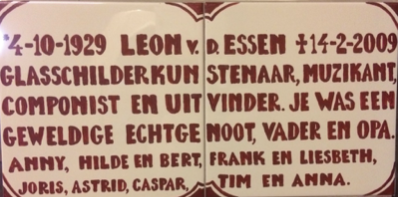 *4-10-1929 LEON v. D. ESSEN †14-2-2009
GLASSCHILDERKUNSTENAAR, MUZIKANT,
COMPONIST EN UITVINDER. JE WAS EEN
GEWELDIGE ECHTGENOOT, VADER EN OPA.
ANNY, HILDE EN BERT, FRANK EN LIESBETH,
JORIS, ASTRID, CASPAR, TIM EN ANNA.